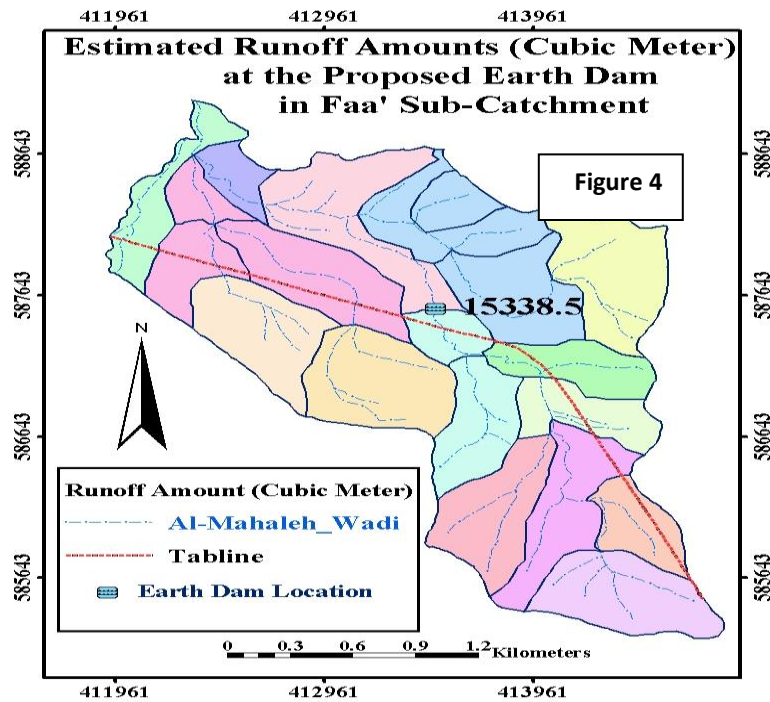 411961 412961 413961
Estimated Runoff Amounts (Cubic Meter)
at the Proposed Earth Dam
in Faa' Sub-Catchment
588643 588643
Figure 4
587643 587643
15338.5
N
586643 586643
Runoff Amount (Cubic Meter)
Al-Mahaleh_Wadi
Tabline
Earth Dam Location
585643 585643
0 0.3 0.6 0.9 1.2 Kilometers
411961 412961 413961